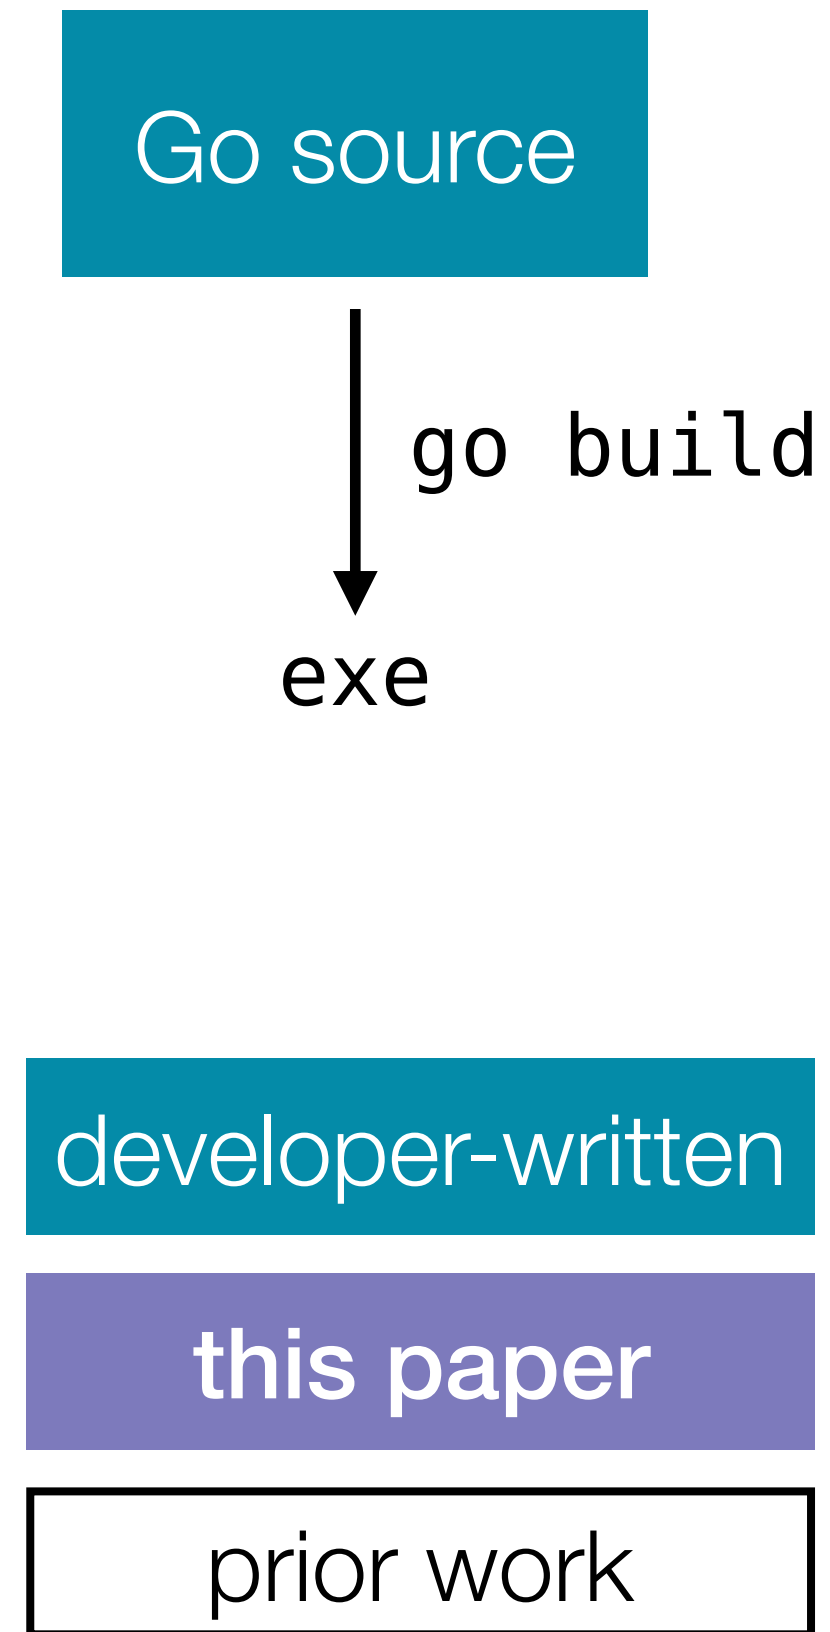 Go source
go build
exe
developer-written
this paper
prior work